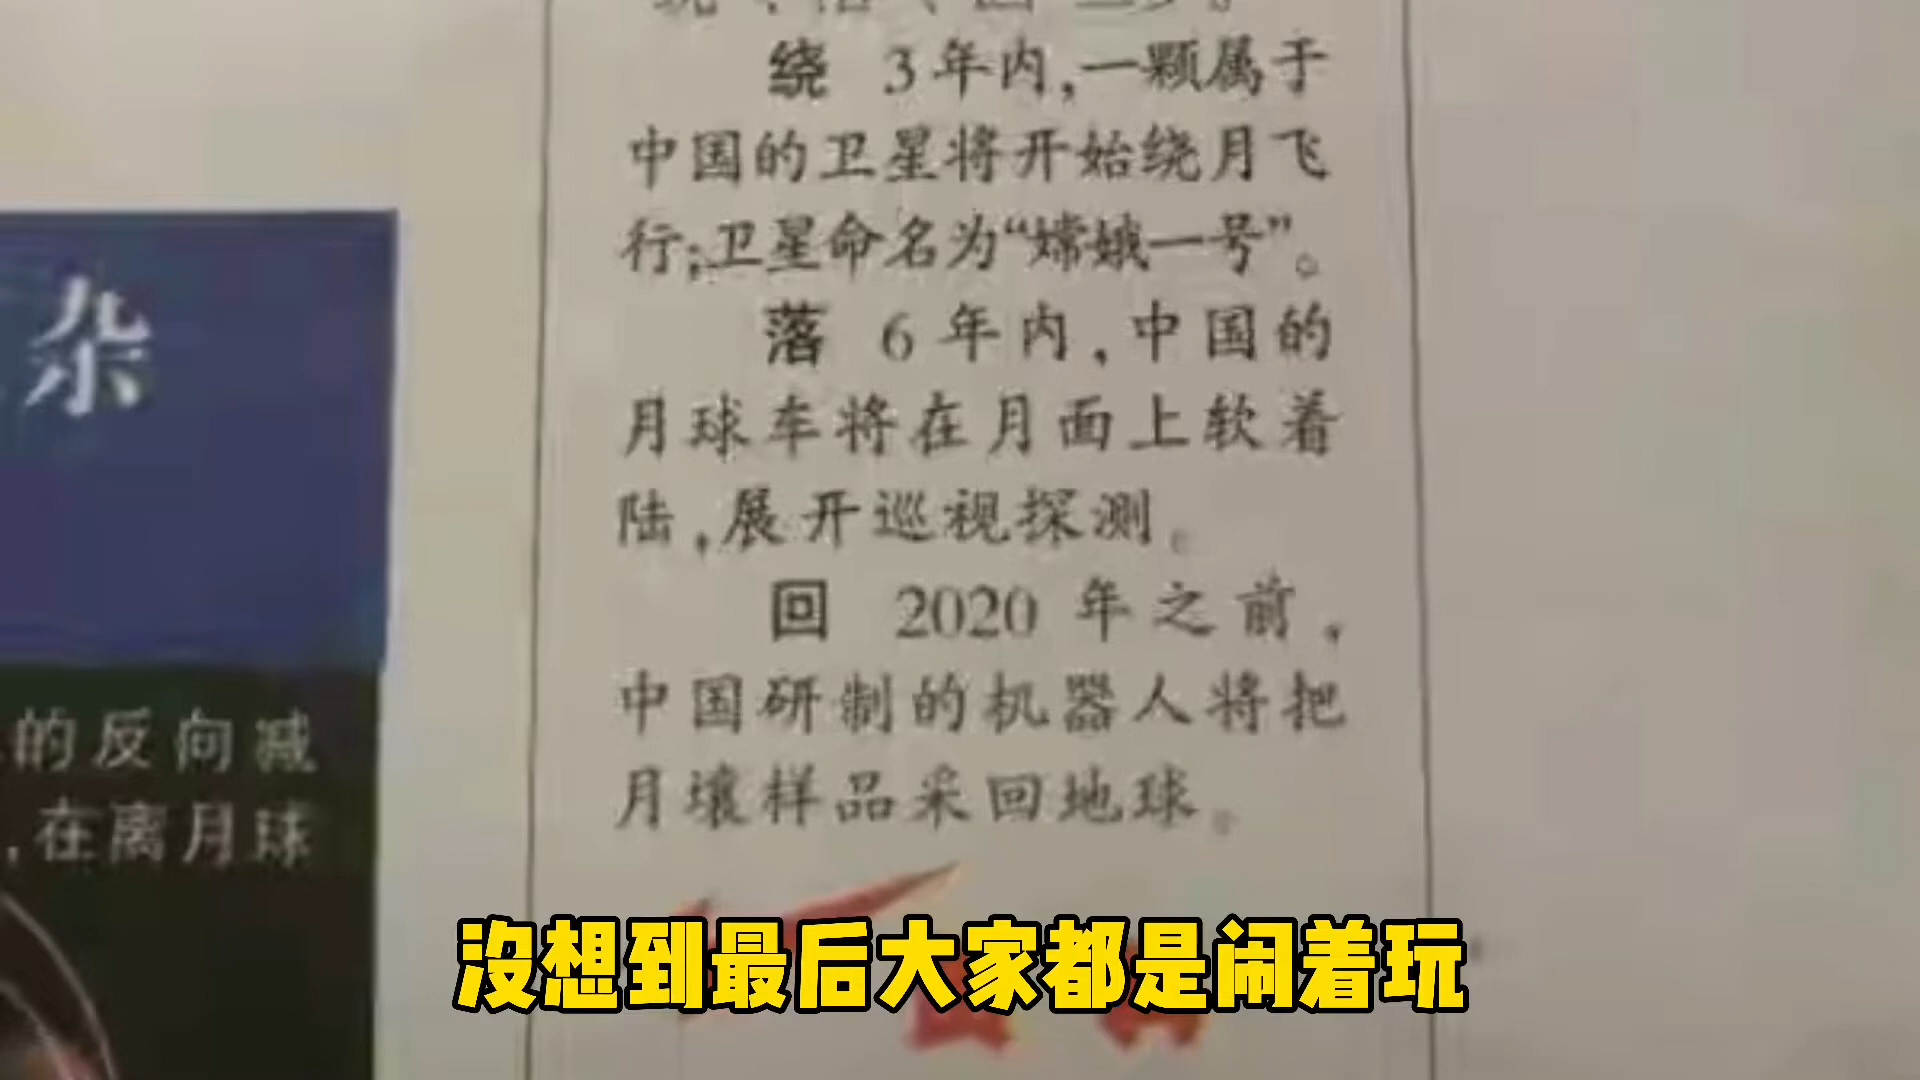 绕 3年内,一颗属于
中国的卫星将开始绕月飞
行;卫星命名为“嫦娥一号”。
落 6年内,中国的
月球车将在月面上软着
陆,展开巡视探测。
回 2020年之前,
中国研制的机器人将把
月壤样品采回地球。
杂
的反向减
,在离月球
没想到最后大家都是闹着玩